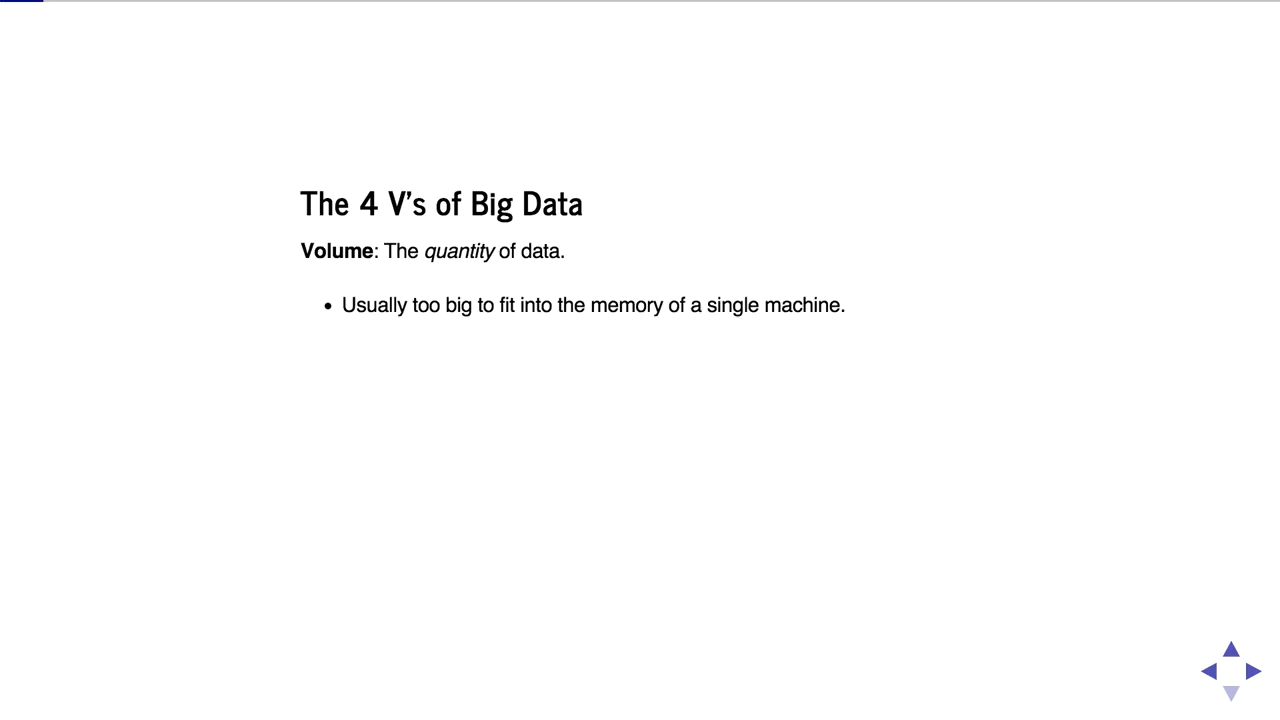 The 4 V’s of Big Data
Volume: The quantity of data.
• Usually too big to fit into the memory of a single machine.